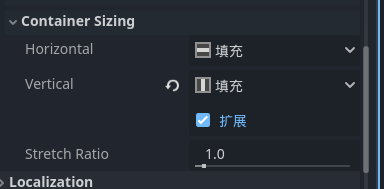 Container Sizing
Horizontal 填充
Vertical 填充
扩展
Stretch Ratio 1.0
Localization